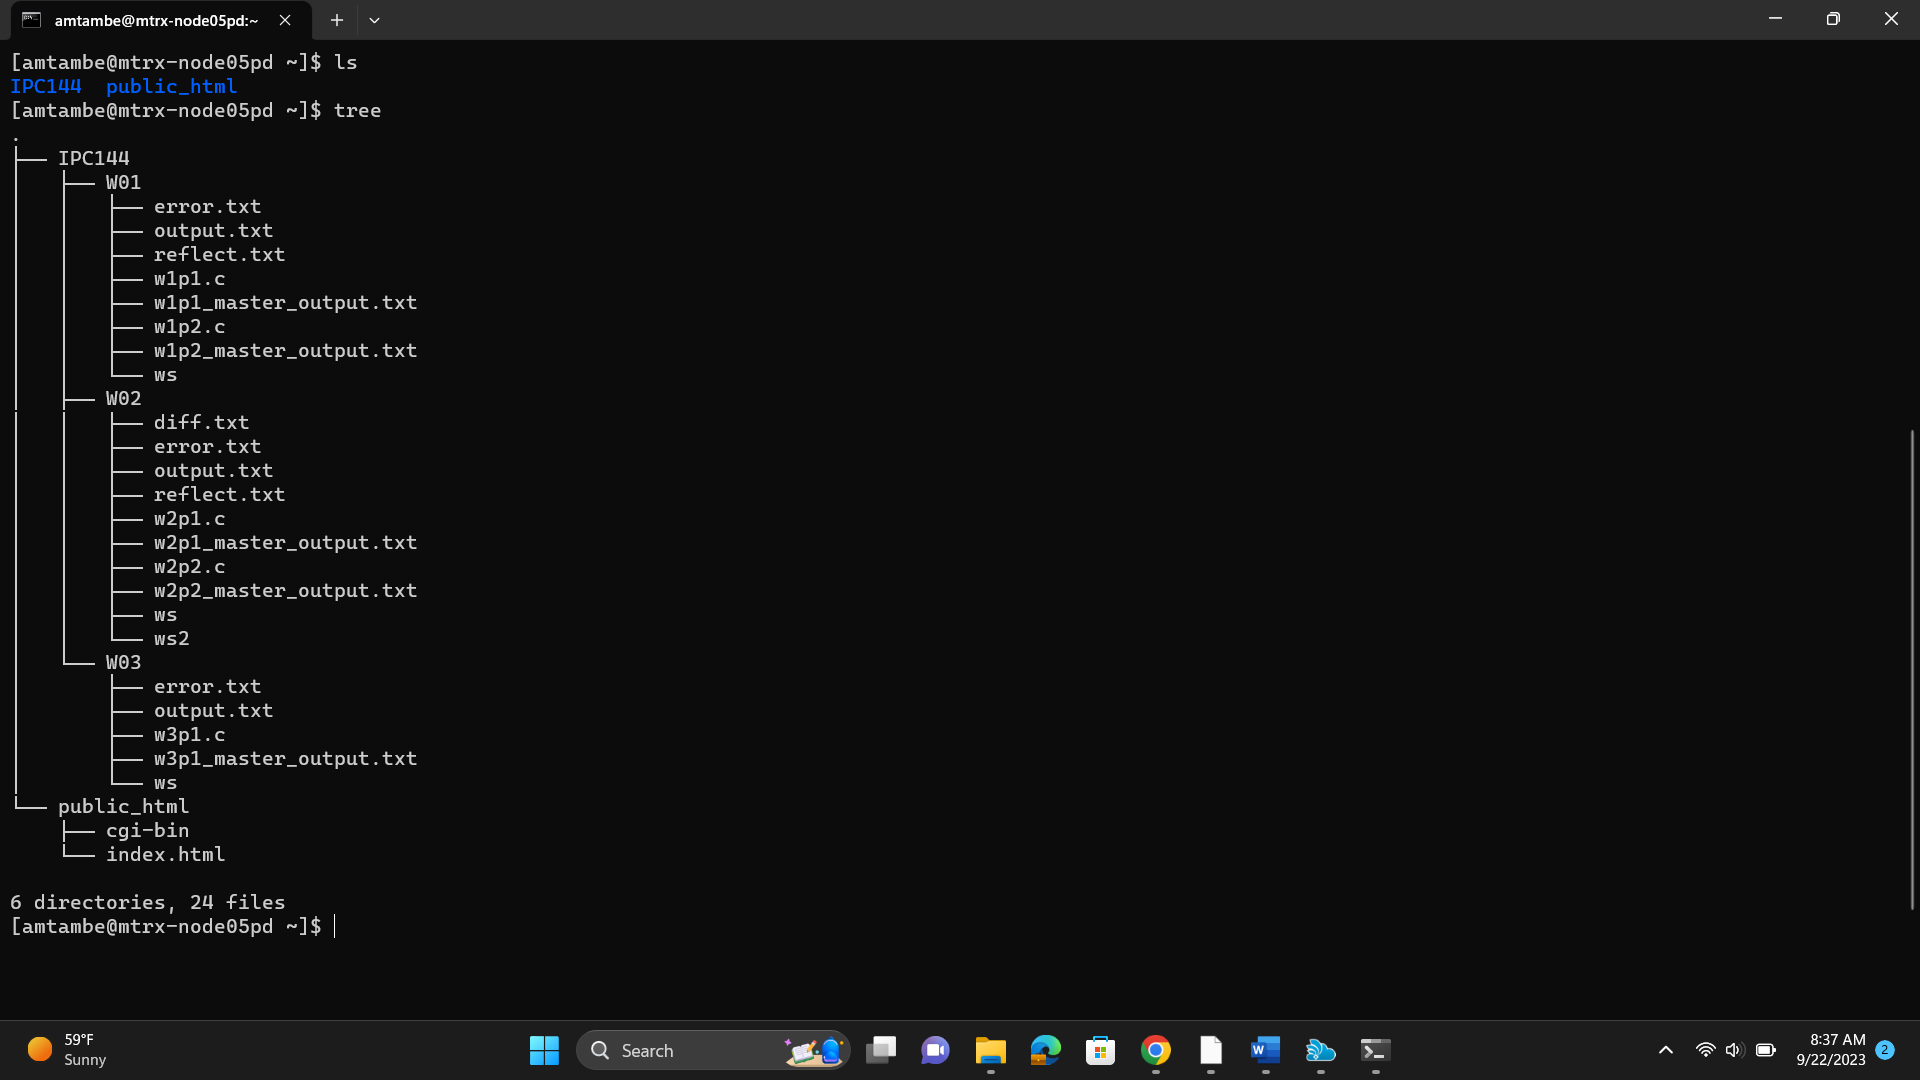 amtambe@mtrx-node05pd:~
[amtambe@mtrx-node05pd ~]$ ls
IPC144  public_html
[amtambe@mtrx-node05pd ~]$ tree
.
├── IPC144
│   ├── W01
│   │   ├── error.txt
│   │   ├── output.txt
│   │   ├── reflect.txt
│   │   ├── w1p1.c
│   │   ├── w1p1_master_output.txt
│   │   ├── w1p2.c
│   │   ├── w1p2_master_output.txt
│   │   └── ws
│   ├── W02
│   │   ├── diff.txt
│   │   ├── error.txt
│   │   ├── output.txt
│   │   ├── reflect.txt
│   │   ├── w2p1.c
│   │   ├── w2p1_master_output.txt
│   │   ├── w2p2.c
│   │   ├── w2p2_master_output.txt
│   │   ├── ws
│   │   └── ws2
│   └── W03
│       ├── error.txt
│       ├── output.txt
│       ├── w3p1.c
│       ├── w3p1_master_output.txt
│       └── ws
└── public_html
    ├── cgi-bin
    └── index.html
6 directories, 24 files
[amtambe@mtrx-node05pd ~]$
59°F
Sunny
Search
W
8:37 AM
9/22/2023
2